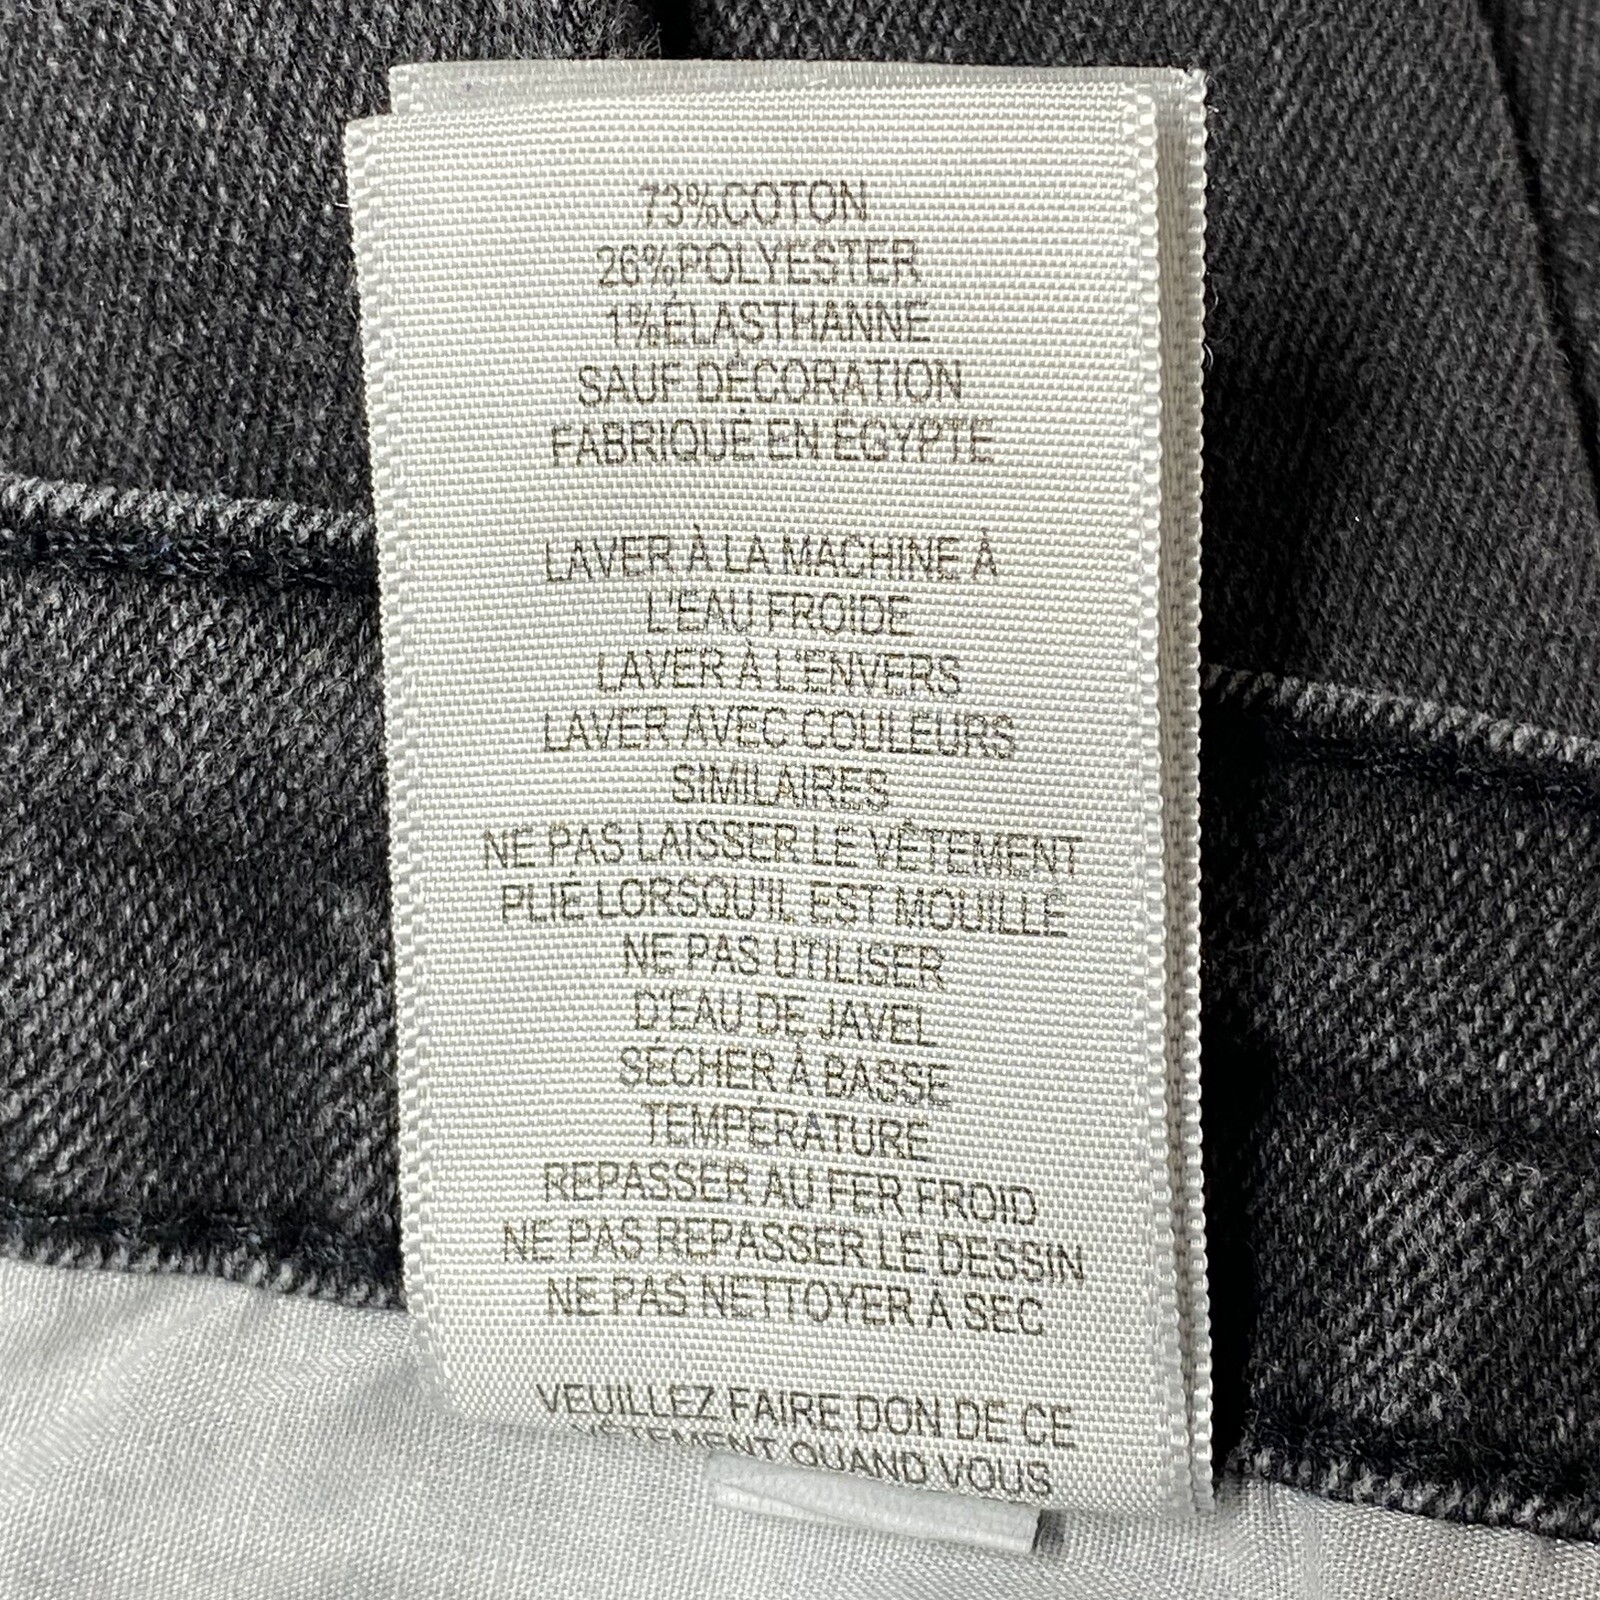 73%COTON
26%POLYESTER
1%ÉLASTHANNE
SAUF DÉCORATION
FABRIQUÉ EN ÉGYPTE
LAVER À LA MACHINE À
L'EAU FROIDE
LAVER À L'ENVERS
LAVER AVEC COULEURS
SIMILAIRES
NE PAS LAISSER LE VÊTEMENT
PLIÉ LORSQU'IL EST MOUILLÉ
NE PAS UTILISER
D'EAU DE JAVEL
SÉCHER À BASSE
TEMPÉRATURE
REPASSER AU FER FROID
NE PAS REPASSER LE DESSIN
NE PAS NETTOYER À SEC
VEUILLEZ FAIRE DON DE CE
VÊTEMENT QUAND VOUS